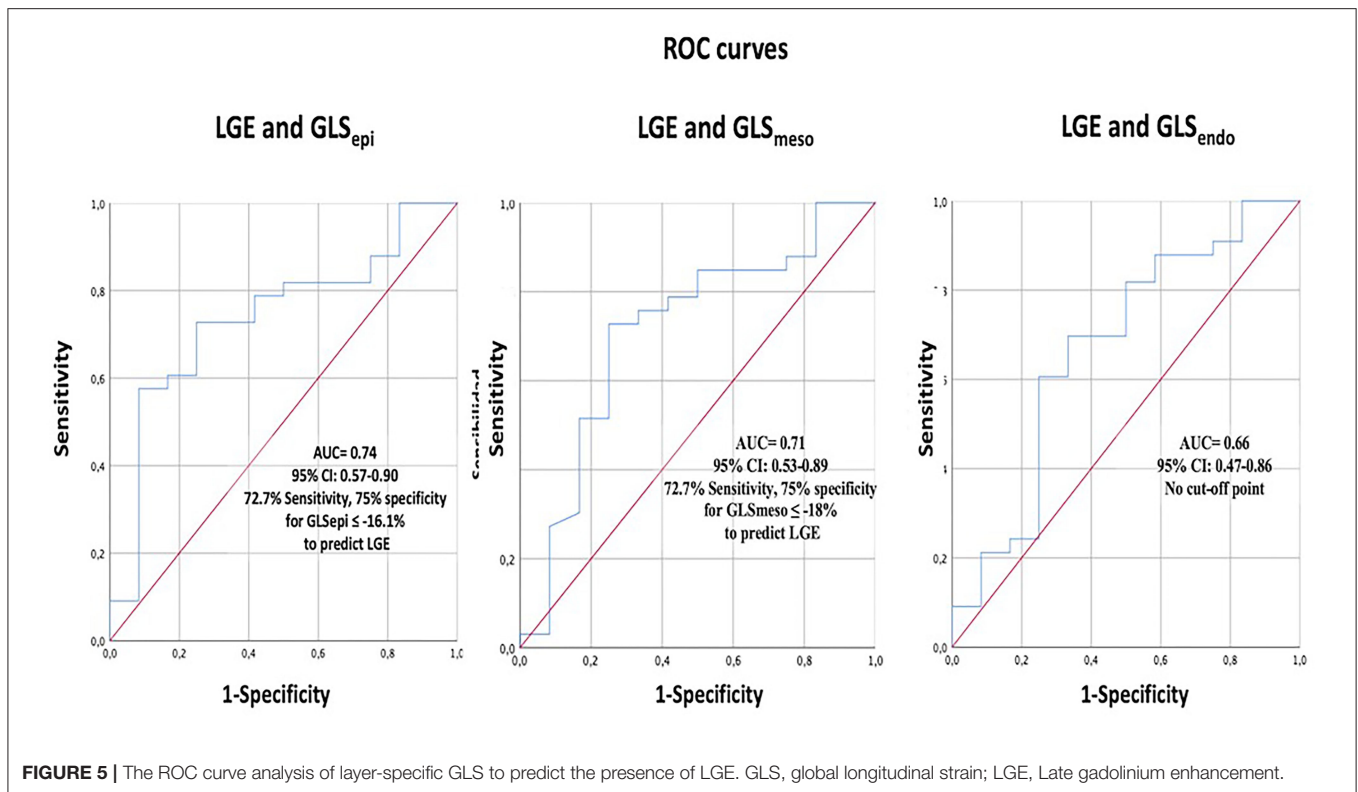 ROC curves
LGE and GLSepi
1,0
0,8
0,6
0,4
0,2
0,0
0,0 0,2 0,4 0,6 0,8 1,0
Sensitivity
1-Specificity
AUC= 0.74
95% CI: 0.57-0.90
72.7% Sensitivity, 75% specificity
for GLSepi ≤ -16.1%
to predict LGE
LGE and GLSmeso
1,0
0,2
0,0
0,0 0,2 0,4 0,6 0,8 1,0
Sensitivity
1-Specificity
AUC= 0.71
95% CI: 0.53-0.89
72.7% Sensitivity, 75% specificity
for GLSmeso ≤ -18%
to predict LGE
LGE and GLSendo
1,0
0,2
0,0
0,0 0,2 0,4 0,6 0,8 1,0
Sensitivity
1-Specificity
AUC= 0.66
95% CI: 0.47-0.86
No cut-off point
FIGURE 5 | The ROC curve analysis of layer-specific GLS to predict the presence of LGE. GLS, global longitudinal strain; LGE, Late gadolinium enhancement.